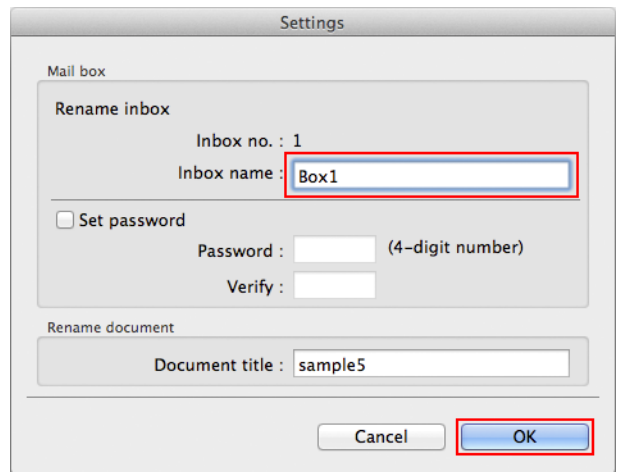 Settings
Mail box
Rename inbox
Inbox no. : 1
Inbox name : Box1
Set password
Password : (4-digit number)
Verify :
Rename document
Document title : sample5
Cancel OK